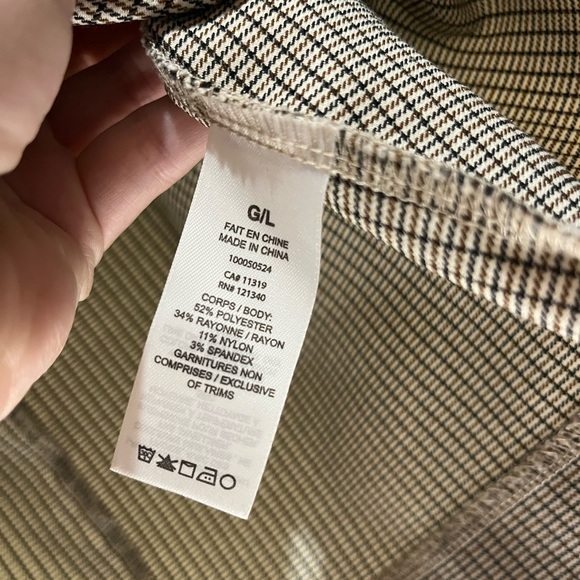 G/L
FAIT EN CHINE
MADE IN CHINA
100050524
CA# 11319
RN# 121340
CORPS / BODY:
52% POLYESTER
34% RAYONNE / RAYON
11% NYLON
3% SPANDEX
GARNITURES NON
COMPRISES / EXCLUSIVE
OF TRIMS